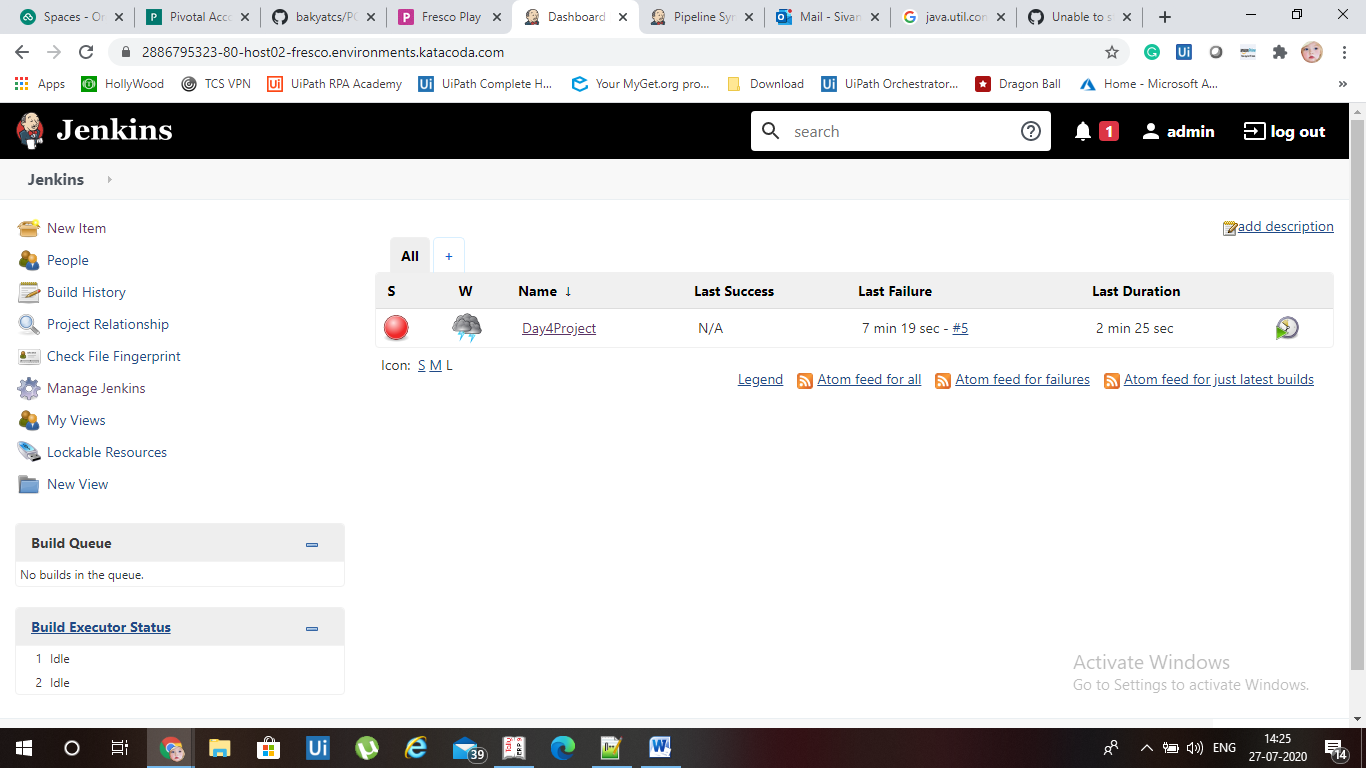 Spaces - On
Pivotal Acco
bakyatcs/PC
Fresco Play
Dashboard
Pipeline Syn
Mail - Sivan
java.util.con
Unable to s
2886795323-80-host02-fresco.environments.katacoda.com
Apps
HollyWood
TCS VPN
UiPath RPA Academy
UiPath Complete H...
Your MyGet.org pro...
Download
UiPath Orchestrator...
Dragon Ball
Home - Microsoft A...
»
Jenkins
search
1
admin
log out
Jenkins
add description
New Item
People
Build History
Project Relationship
Check File Fingerprint
Manage Jenkins
My Views
Lockable Resources
New View
All
+
S W Name ↓ Last Success Last Failure Last Duration
Day4Project N/A 7 min 19 sec - #5 2 min 25 sec
Icon: S M L
Legend Atom feed for all Atom feed for failures Atom feed for just latest builds
Build Queue
No builds in the queue.
Build Executor Status
1 Idle
2 Idle
Activate Windows
Go to Settings to activate Windows.
39
ENG
14:25
27-07-2020
14